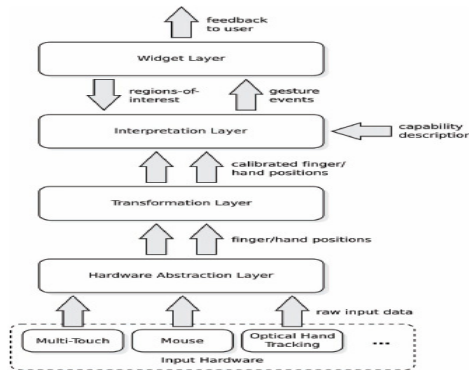 feedback
to user
Widget Layer
regions-of-
interest
gesture
events
Interpretation Layer
capability
description
calibrated finger/
hand positions
Transformation Layer
finger/hand positions
Hardware Abstraction Layer
raw input data
Multi-Touch
Mouse
Optical Hand
Tracking
...
Input Hardware